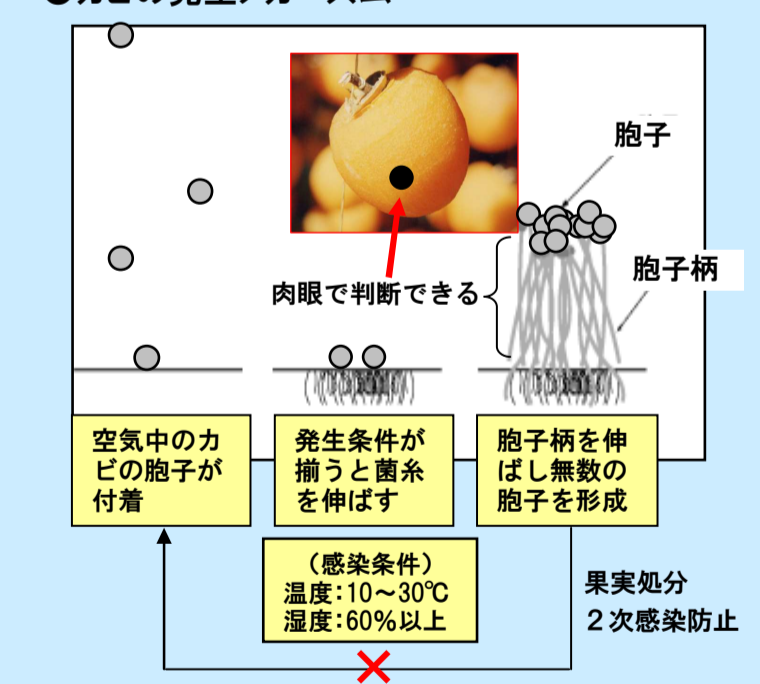 胞子
胞子柄
肉眼で判断できる
空気中のカ
ビの胞子が
付着
発生条件が
揃うと菌糸
を伸ばす
胞子柄を伸
ばし無数の
胞子を形成
（感染条件）
温度：10～30℃
湿度：60％以上
果実処分
２次感染防止